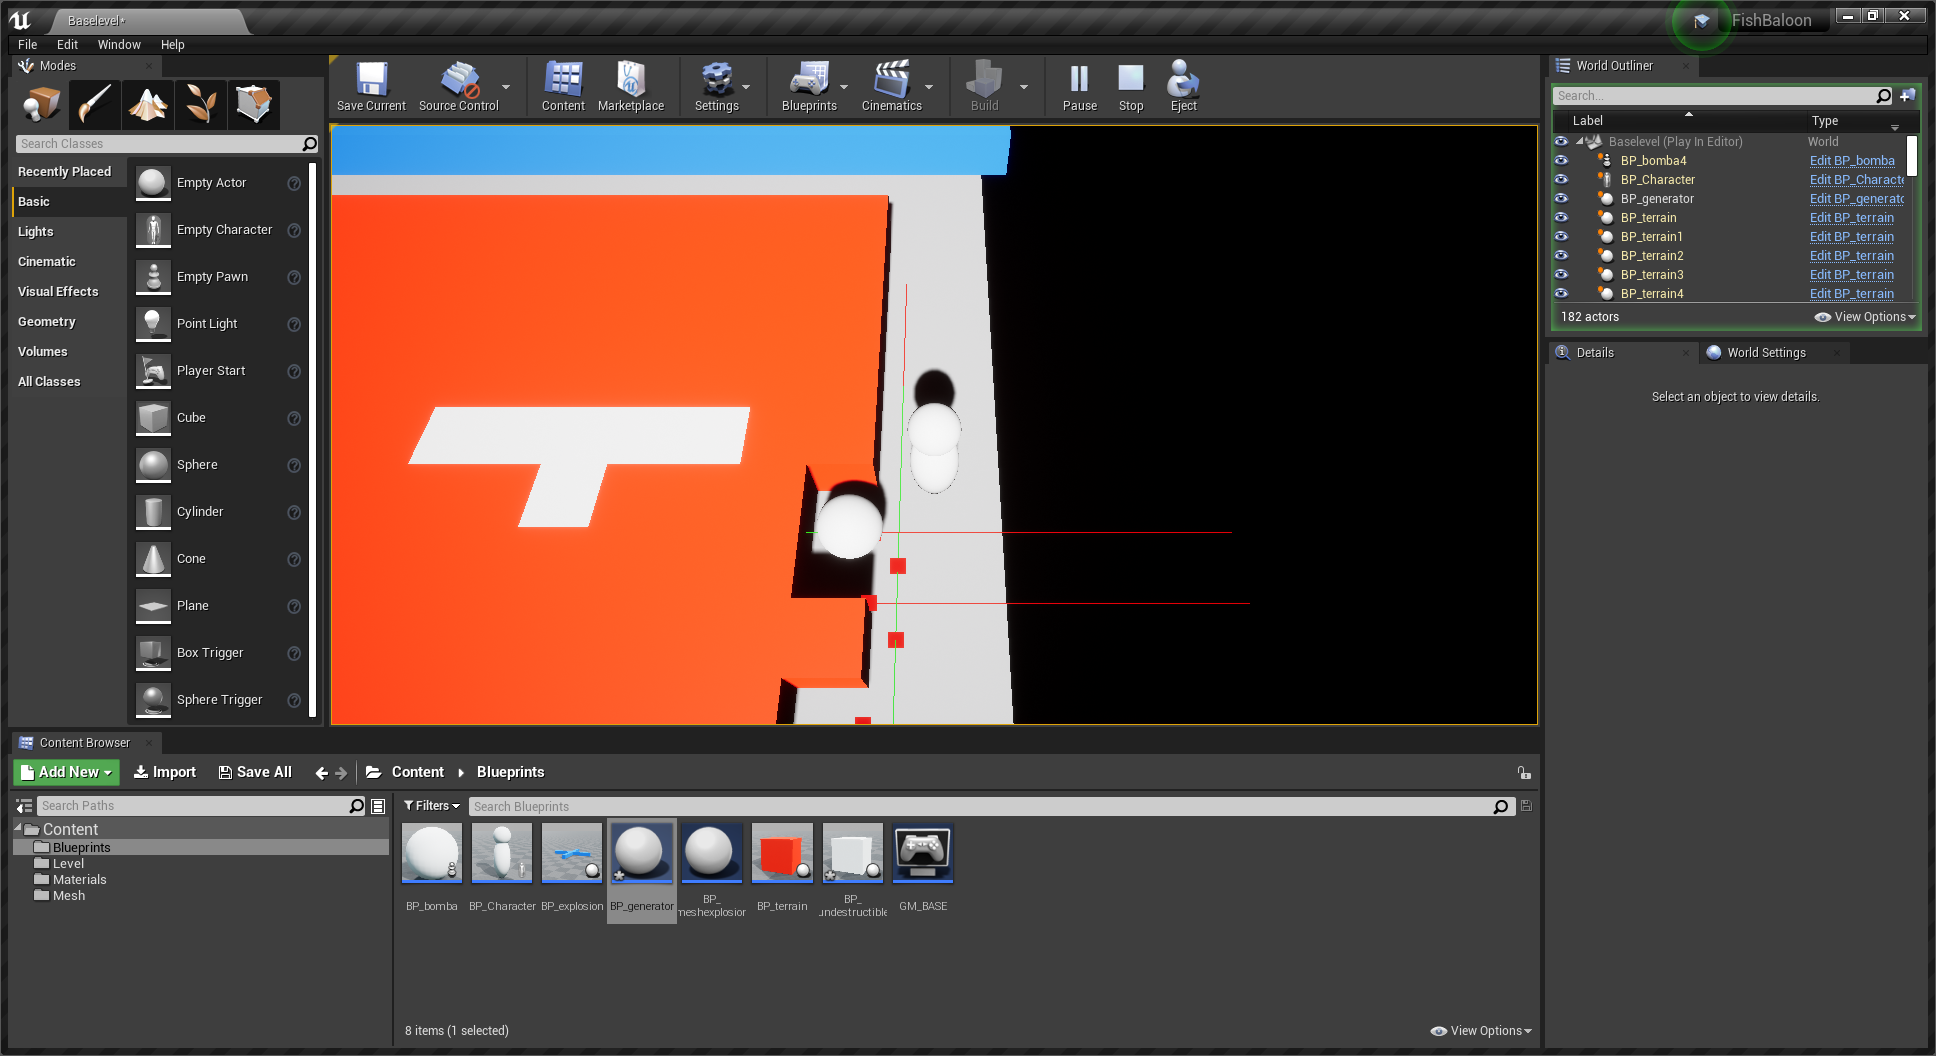 Baselevel*
FishBaloon
File Edit Window Help
Modes
Search Classes
Recently Placed
Basic
Lights
Cinematic
Visual Effects
Geometry
Volumes
All Classes
Empty Actor
Empty Character
Empty Pawn
Point Light
Player Start
Cube
Sphere
Cylinder
Cone
Plane
Box Trigger
Sphere Trigger
Save Current Source Control Content Marketplace Settings Blueprints Cinematics Build Pause Stop Eject
World Outliner
Search...
Label Type
Baselevel (Play In Editor) World
BP_bomba4 Edit BP_bomba
BP_Character Edit BP_Characte
BP_generator Edit BP_generato
BP_terrain Edit BP_terrain
BP_terrain1 Edit BP_terrain
BP_terrain2 Edit BP_terrain
BP_terrain3 Edit BP_terrain
BP_terrain4 Edit BP_terrain
182 actors View Options
Details World Settings
Select an object to view details.
Content Browser
Add New Import Save All Content Blueprints
Search Paths
Content
Blueprints
Level
Materials
Mesh
Filters Search Blueprints
BP_bomba BP_Character BP_explosion BP_generator BP_
meshexplosior BP_terrain BP_
undestructible GM_BASE
8 items (1 selected) View Options